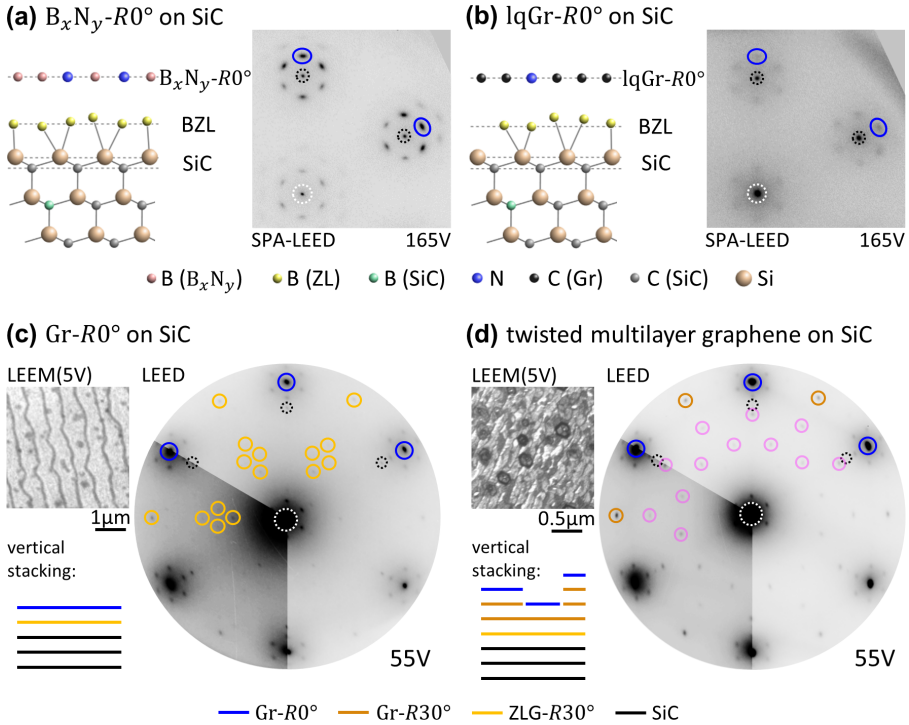 (a) BxNy-R0° on SiC
BxNy-R0°
BZL
SiC
SPA-LEED 165V
(b) lqGr-R0° on SiC
lqGr-R0°
BZL
SiC
SPA-LEED 165V
B (BxNy) B (ZL) B (SiC) N C (Gr) C (SiC) Si
(c) Gr-R0° on SiC
LEEM(5V) LEED
1μm
vertical
stacking:
55V
(d) twisted multilayer graphene on SiC
LEEM(5V) LEED
0.5μm
vertical
stacking:
55V
Gr-R0° Gr-R30° ZLG-R30° SiC